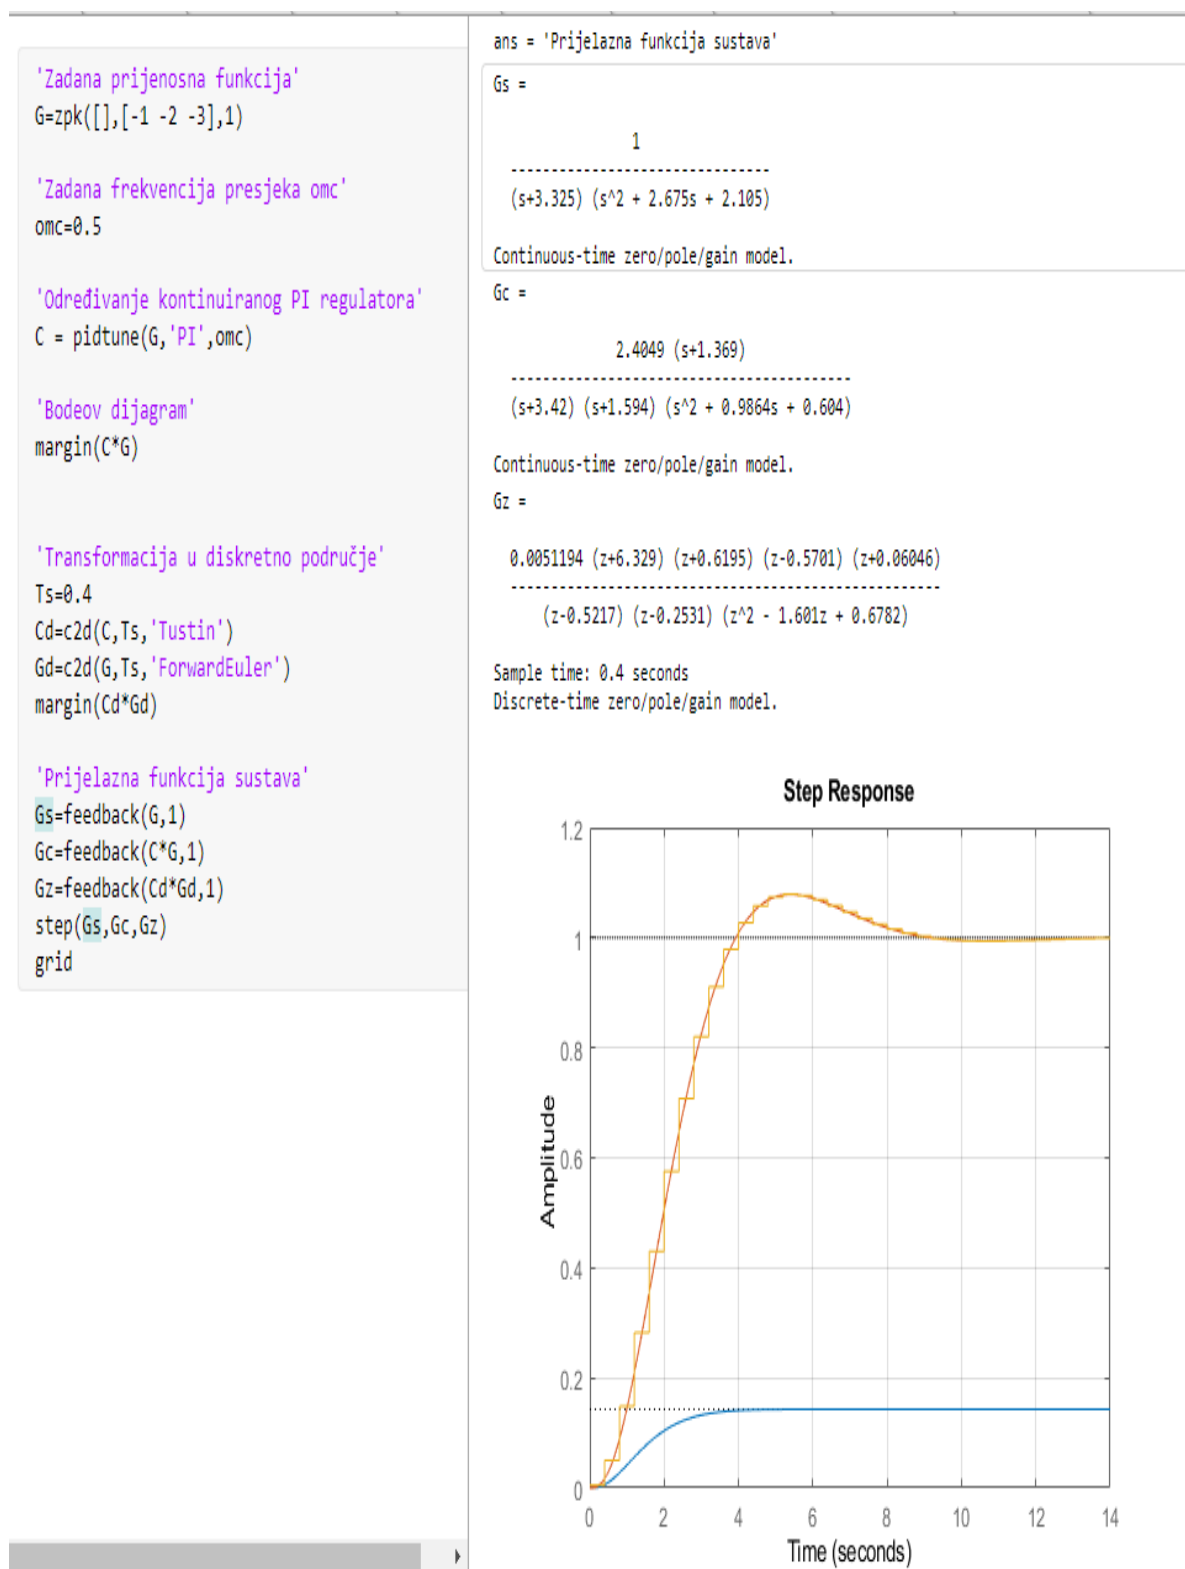 'Zadana prijenosna funkcija'
G=zpk([],[-1 -2 -3],1)
'Zadana frekvencija presjeka omc'
omc=0.5
'Određivanje kontinuiranog PI regulatora'
C = pidtune(G,'PI',omc)
'Bodeov dijagram'
margin(C*G)
'Transformacija u diskretno područje'
Ts=0.4
Cd=c2d(C,Ts,'Tustin')
Gd=c2d(G,Ts,'ForwardEuler')
margin(Cd*Gd)
'Prijelazna funkcija sustava'
Gs=feedback(G,1)
Gc=feedback(C*G,1)
Gz=feedback(Cd*Gd,1)
step(Gs,Gc,Gz)
grid
ans = 'Prijelazna funkcija sustava'
Gs =
1
-------------------------------
(s+3.325) (s^2 + 2.675s + 2.105)
Continuous-time zero/pole/gain model.
Gc =
2.4049 (s+1.369)
-----------------------------------------
(s+3.42) (s+1.594) (s^2 + 0.9864s + 0.604)
Continuous-time zero/pole/gain model.
Gz =
0.0051194 (z+6.329) (z+0.6195) (z-0.5701) (z+0.06046)
----------------------------------------------------
(z-0.5217) (z-0.2531) (z^2 - 1.601z + 0.6782)
Sample time: 0.4 seconds
Discrete-time zero/pole/gain model.
Step Response
1.2
1
0.8
0.6
0.4
0.2
0
Amplitude
0 2 4 6 8 10 12 14
Time (seconds)